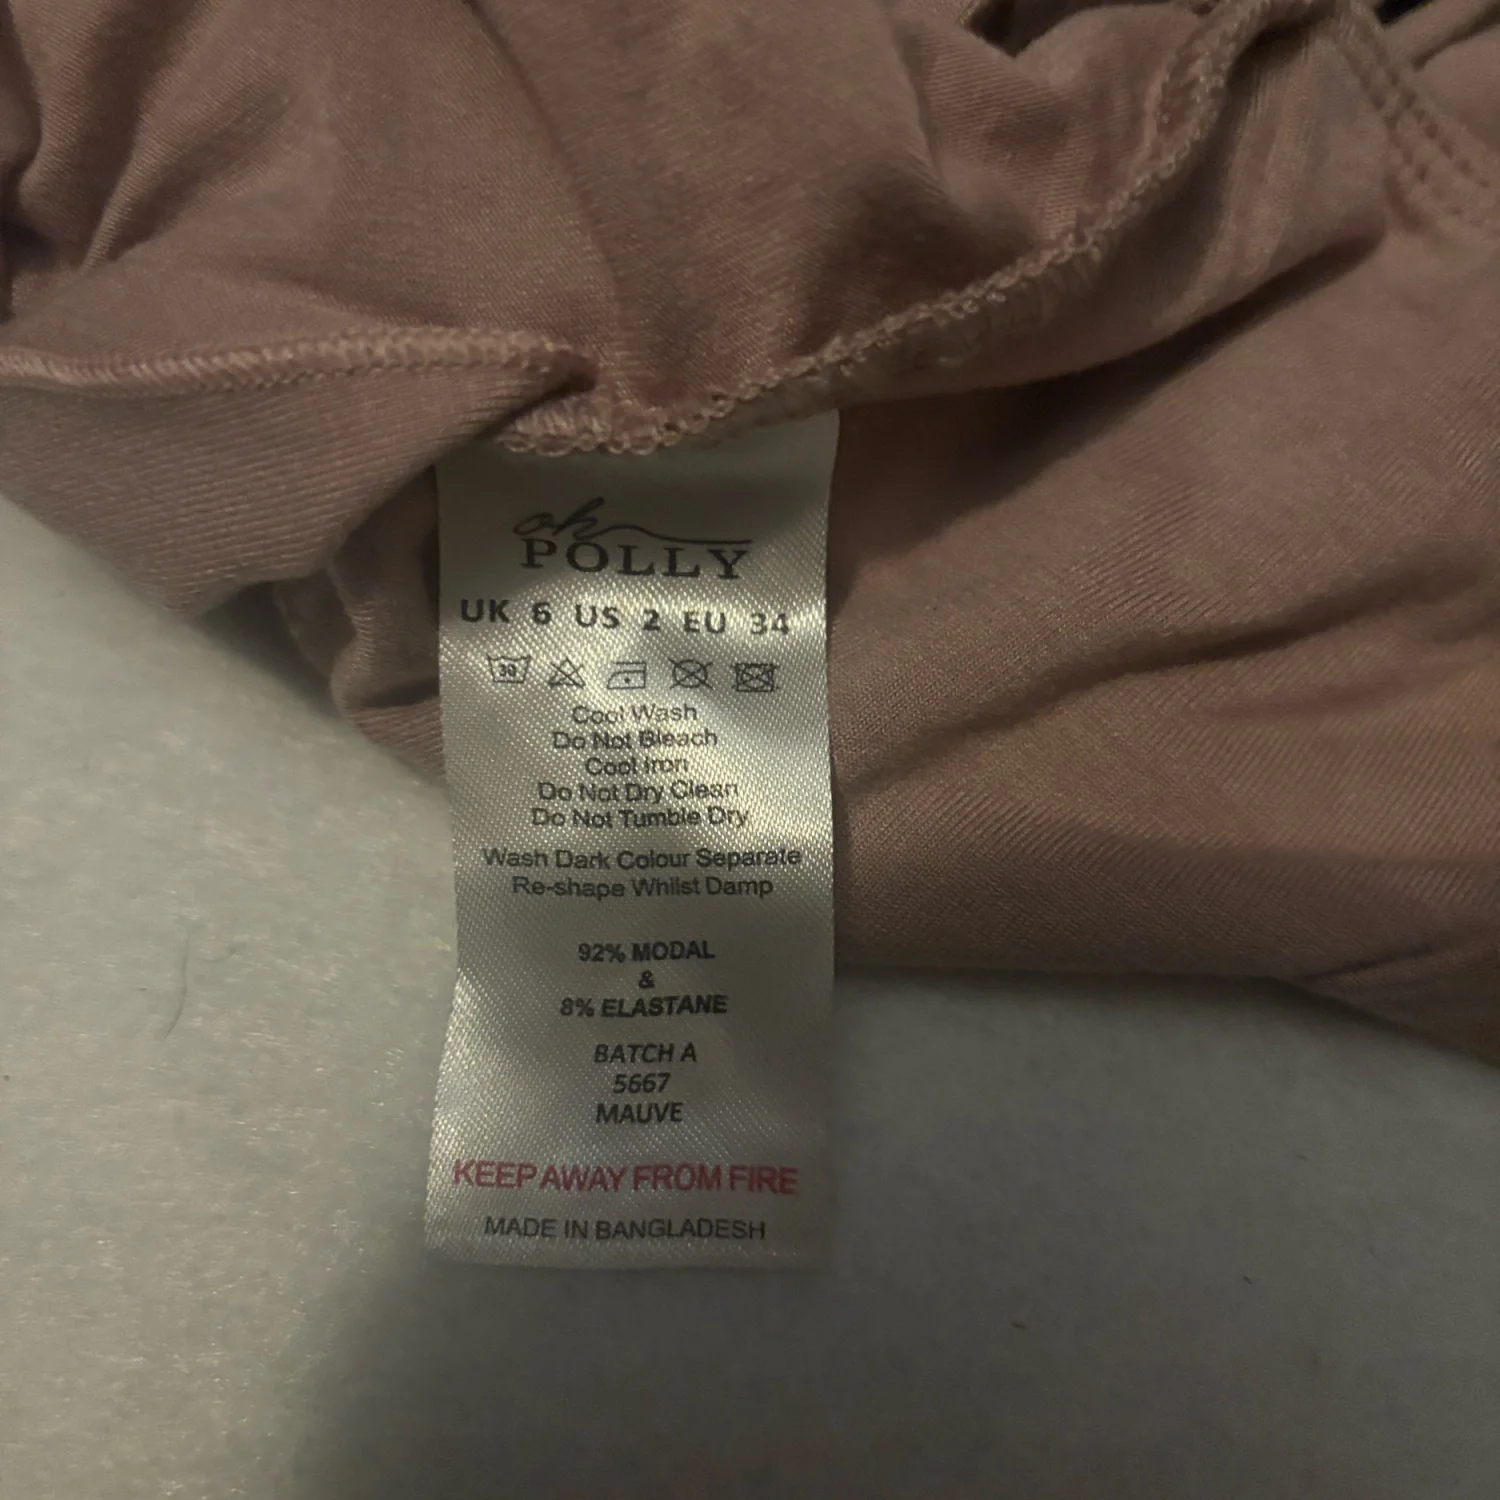 oh
POLLY
UK 6 US 2 EU 34
30
Cool Wash
Do Not Bleach
Cool Iron
Do Not Dry Clean
Do Not Tumble Dry
Wash Dark Colour Separate
Re-shape Whilst Damp
92% MODAL
&
8% ELASTANE
BATCH A
5667
MAUVE
KEEP AWAY FROM FIRE
MADE IN BANGLADESH